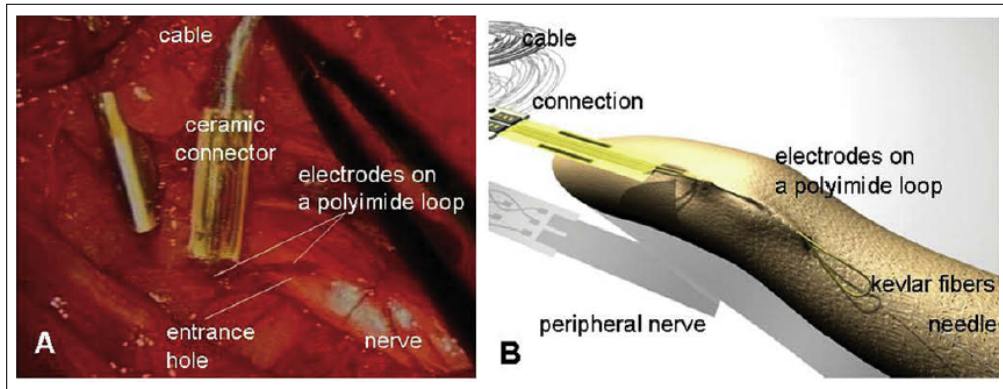 cable
ceramic
connector
electrodes on
a polyimide loop
entrance
hole
nerve
A
cable
connection
electrodes on
a polyimide loop
kevlar fibers
needle
peripheral nerve
B